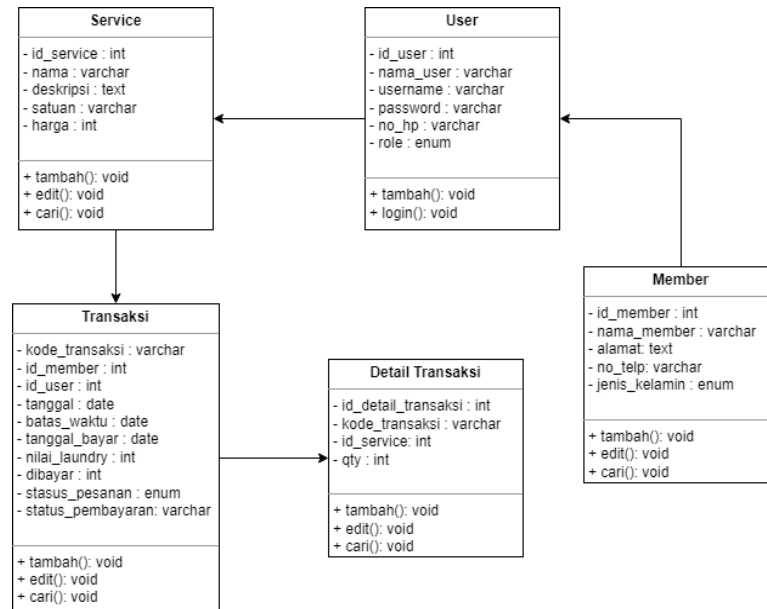 Service
- id_service : int
- nama : varchar
- deskripsi : text
- satuan : varchar
- harga : int
+ tambah(): void
+ edit(): void
+ cari(): void
User
- id_user : int
- nama_user : varchar
- username : varchar
- password : varchar
- no_hp : varchar
- role : enum
+ tambah(): void
+ login(): void
Member
- id_member : int
- nama_member : varchar
- alamat: text
- no_telp: varchar
- jenis_kelamin : enum
+ tambah(): void
+ edit(): void
+ cari(): void
Transaksi
- kode_transaksi : varchar
- id_member : int
- id_user : int
- tanggal : date
- batas_waktu : date
- tanggal_bayar : date
- nilai_laundry : int
- dibayar : int
- stasus_pesanan : enum
- status_pembayaran: varchar
+ tambah(): void
+ edit(): void
+ cari(): void
Detail Transaksi
- id_detail_transaksi : int
- kode_transaksi : varchar
- id_service: int
- qty : int
+ tambah(): void
+ edit(): void
+ cari(): void